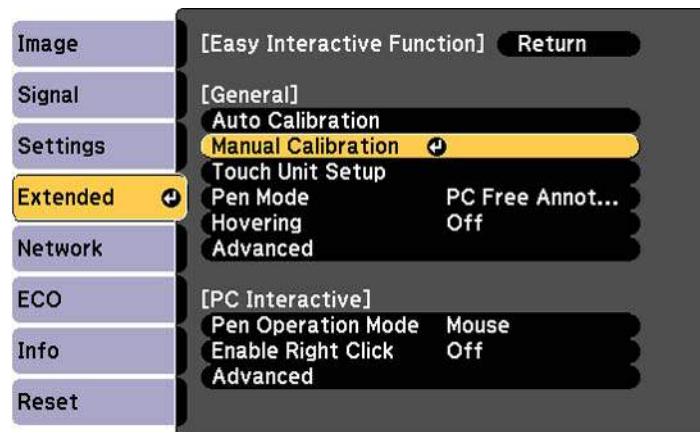 Image
Signal
Settings
Extended
Network
ECO
Info
Reset
[Easy Interactive Function] Return
[General]
Auto Calibration
Manual Calibration
Touch Unit Setup
Pen Mode PC Free Annot...
Hovering Off
Advanced
[PC Interactive]
Pen Operation Mode Mouse
Enable Right Click Off
Advanced